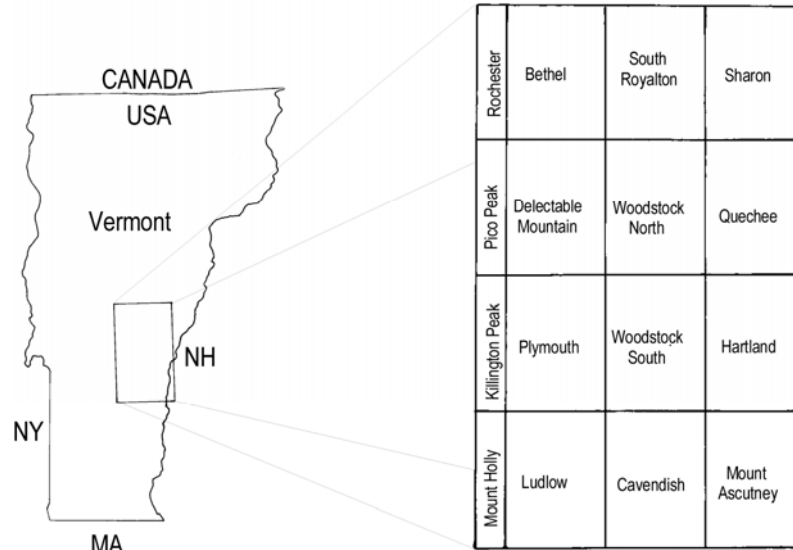 CANADA
USA
Vermont
NH
NY
MA
Rochester
Bethel
South
Royalton
Sharon
Pico Peak
Delectable
Mountain
Woodstock
North
Quechee
Killington Peak
Plymouth
Woodstock
South
Hartland
Mount Holly
Ludlow
Cavendish
Mount
Ascutney